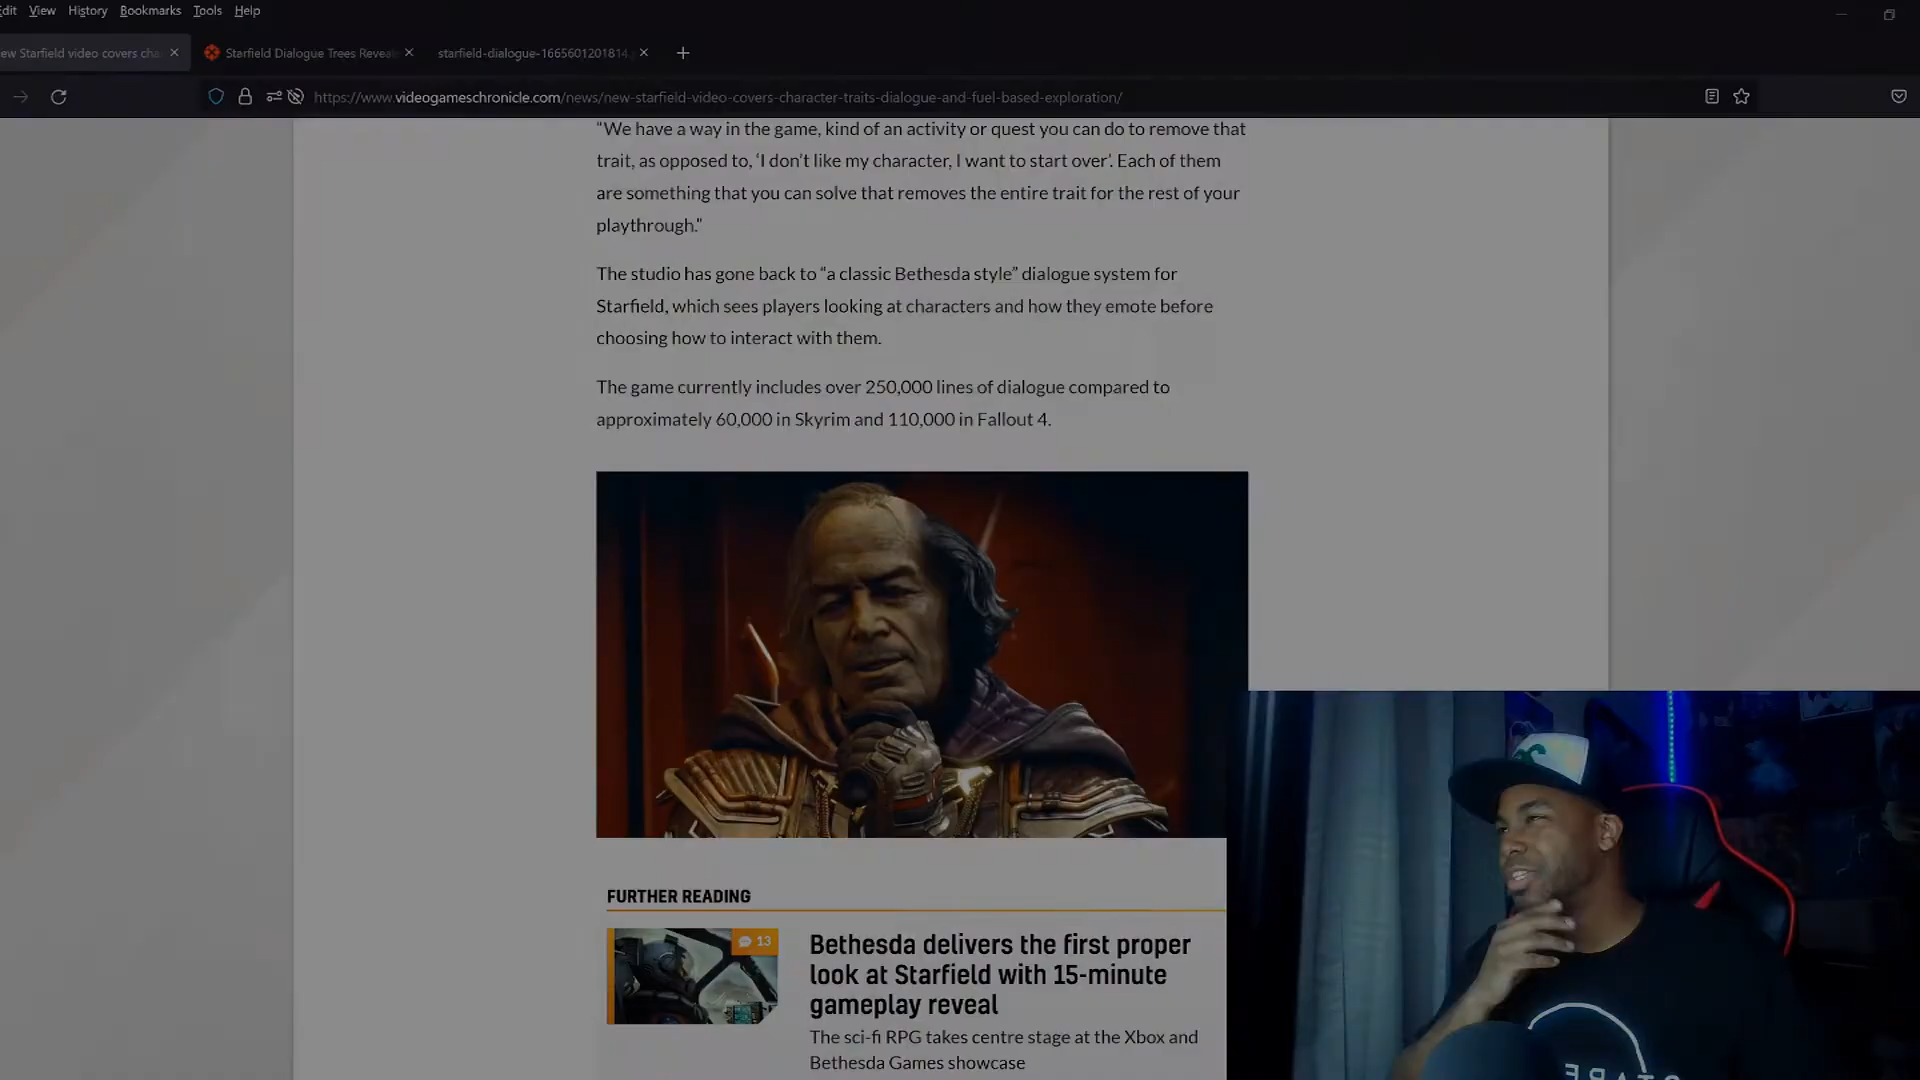 Edit View History Bookmarks Tools Help
ew Starfield video covers cha
Starfield Dialogue Trees Reveal
starfield-dialogue-1665601201814.
https://www.videogameschronicle.com/news/new-starfield-video-covers-character-traits-dialogue-and-fuel-based-exploration/
“We have a way in the game, kind of an activity or quest you can do to remove that
trait, as opposed to, ‘I don’t like my character, I want to start over’. Each of them
are something that you can solve that removes the entire trait for the rest of your
playthrough.”
The studio has gone back to “a classic Bethesda style” dialogue system for
Starfield, which sees players looking at characters and how they emote before
choosing how to interact with them.
The game currently includes over 250,000 lines of dialogue compared to
approximately 60,000 in Skyrim and 110,000 in Fallout 4.
FURTHER READING
13
Bethesda delivers the first proper
look at Starfield with 15-minute
gameplay reveal
The sci-fi RPG takes centre stage at the Xbox and
Bethesda Games showcase